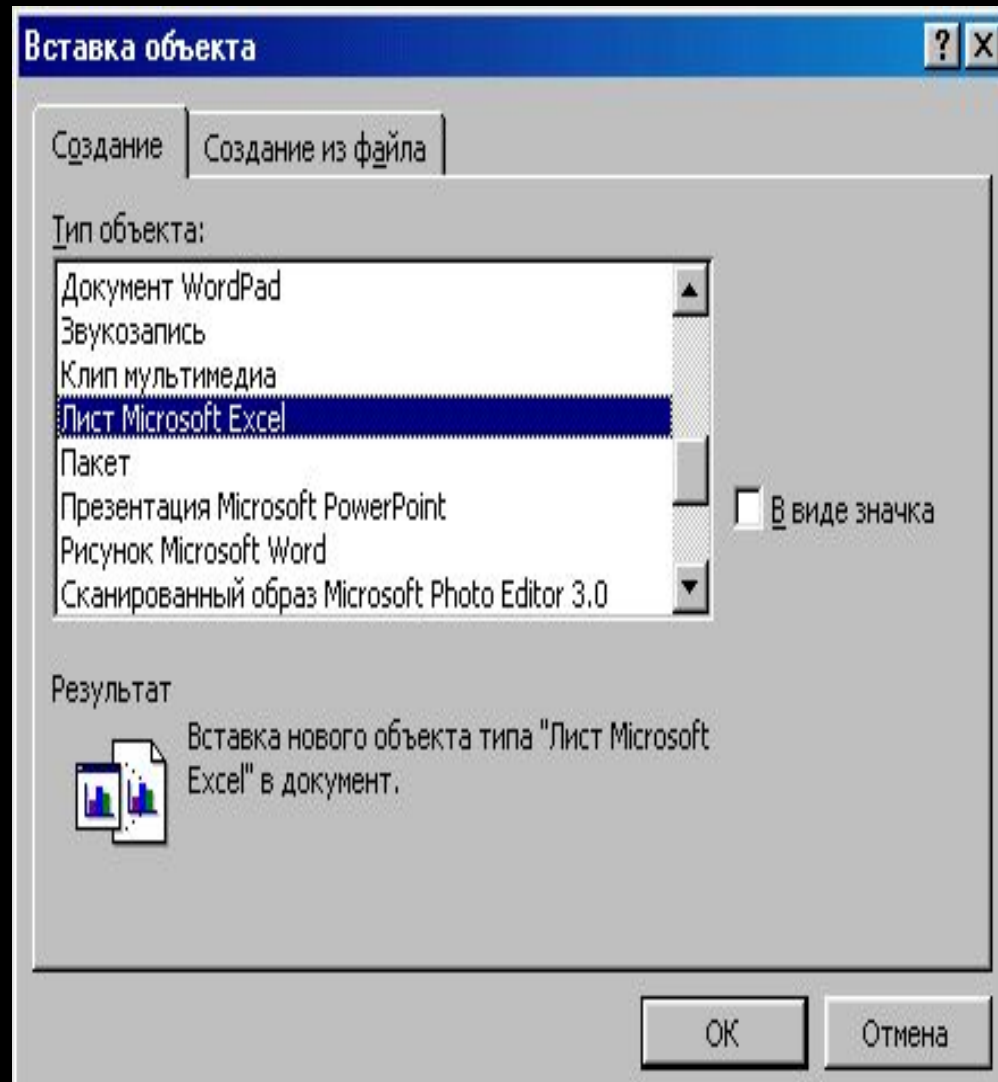 Вставка объекта
Создание
Создание из файла
Тип объекта:
Документ WordPad
Звукозапись
Клип мультимедиа
Лист Microsoft Excel
Пакет
Презентация Microsoft PowerPoint
Рисунок Microsoft Word
Сканированный образ Microsoft Photo Editor 3.0
В виде значка
Результат
Вставка нового объекта типа "Лист Microsoft
Excel" в документ.
ОК
Отмена